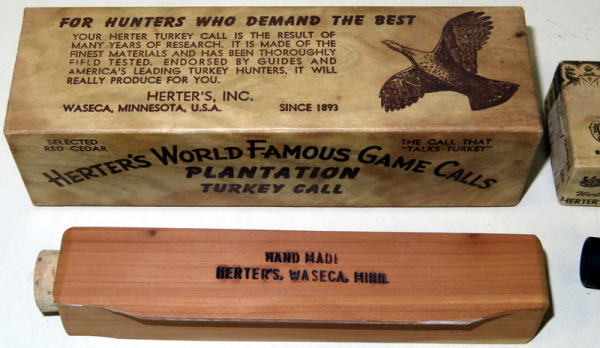 FOR HUNTERS WHO DEMAND THE BEST
YOUR HERTER TURKEY CALL IS THE RESULT OF
MANY YEARS OF RESEARCH. IT IS MADE OF THE
FINEST MATERIALS AND HAS BEEN THOROUGHLY
FIELD TESTED. ENDORSED BY GUIDES AND
AMERICA'S LEADING TURKEY HUNTERS, IT WILL
REALLY PRODUCE FOR YOU.
HERTER'S, INC.
WASECA, MINNESOTA, U.S.A. SINCE 1893
SELECTED
RED CEDAR
THE CALL THAT
"TALKS TURKEY"
HERTER'S WORLD FAMOUS GAME CALLS
PLANTATION
TURKEY CALL
HERTER'S
HAND MADE
HERTER'S, WASECA, MINN.